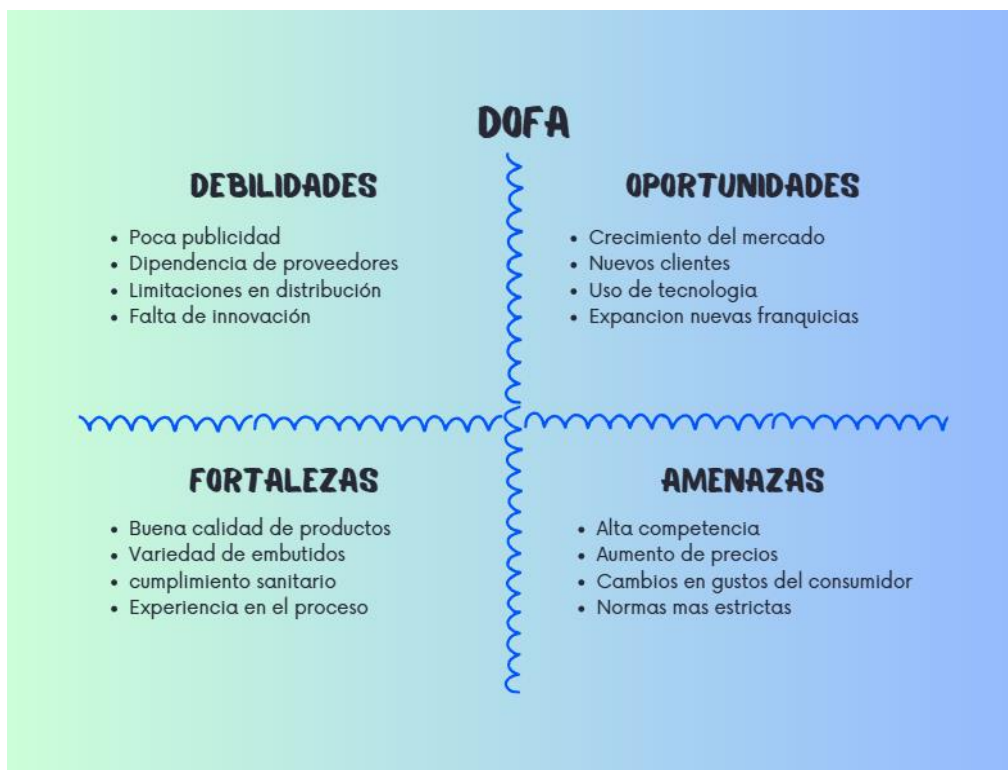 DOFA
DEBILIDADES
• Poca publicidad
• Dipendencia de proveedores
• Limitaciones en distribución
• Falta de innovación
OPORTUNIDADES
• Crecimiento del mercado
• Nuevos clientes
• Uso de tecnologia
• Expancion nuevas franquicias
FORTALEZAS
• Buena calidad de productos
• Variedad de embutidos
• cumplimiento sanitario
• Experiencia en el proceso
AMENAZAS
• Alta competencia
• Aumento de precios
• Cambios en gustos del consumidor
• Normas mas estrictas